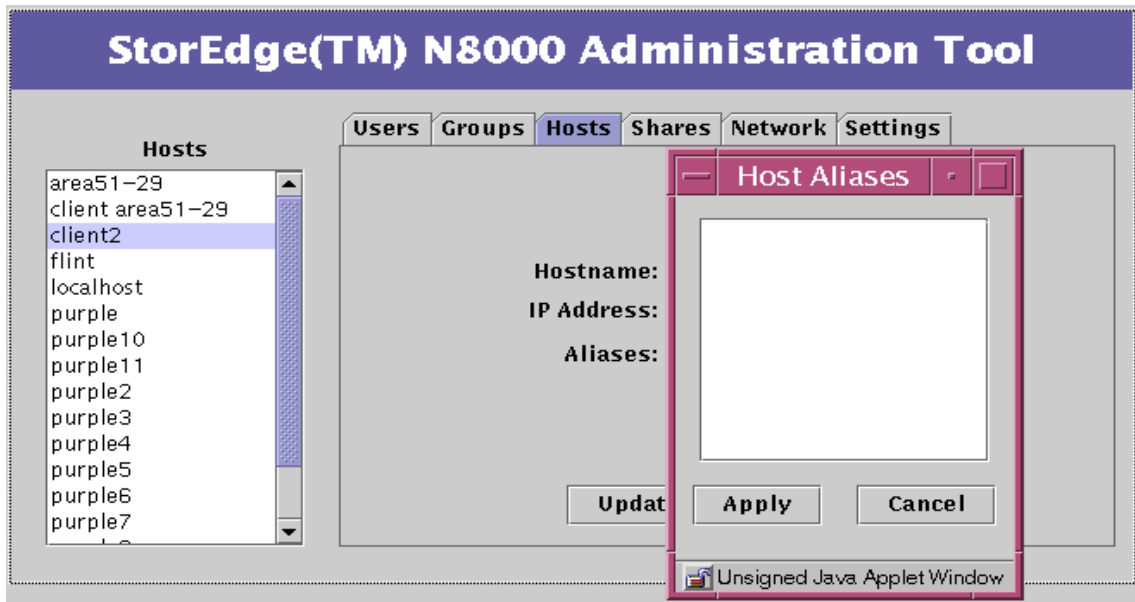 StorEdge(TM) N8000 Administration Tool
Users Groups Hosts Shares Network Settings
Hosts
area51-29
client area51-29
client2
flint
localhost
purple
purple10
purple11
purple2
purple3
purple4
purple5
purple6
purple7
Hostname:
IP Address:
Aliases:
Updat
Host Aliases
Apply Cancel
Unsigned Java Applet Window